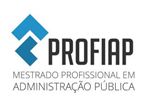 PROFIAP
MESTRADO PROFISSIONAL EM
ADMINISTRAÇÃO PÚBLICA